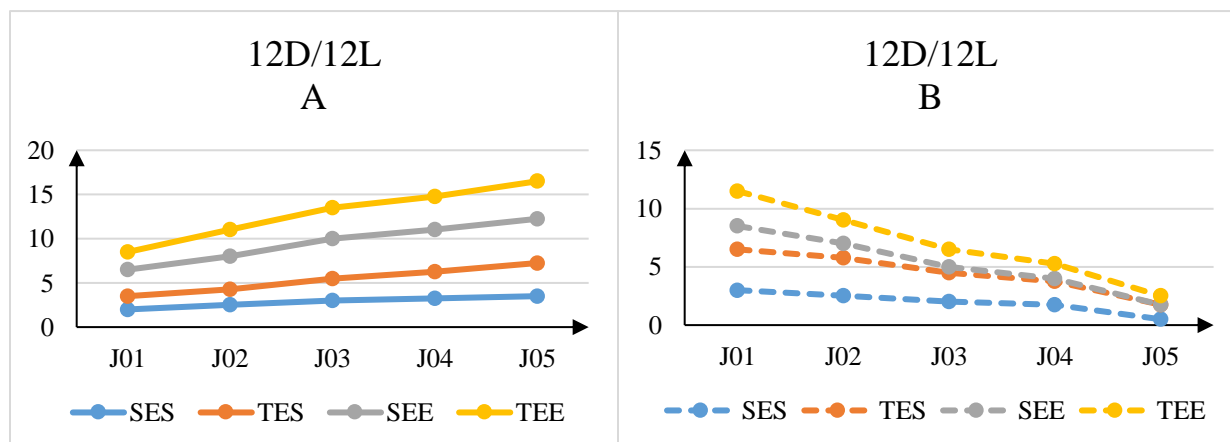 12D/12L
A
20
15
10
5
0
J01 J02 J03 J04 J05
SES TES SEE TEE
12D/12L
B
15
10
5
0
J01 J02 J03 J04 J05
SES TES SEE TEE